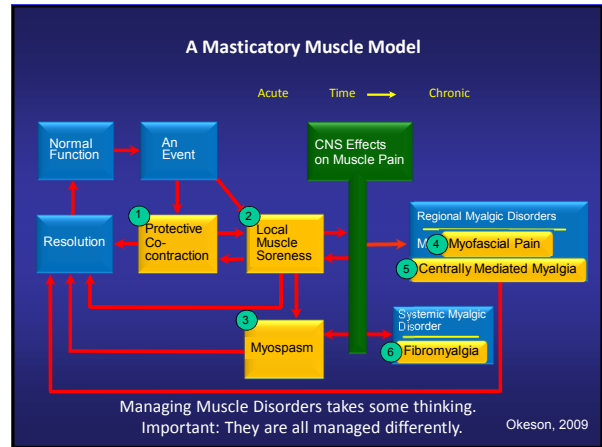 A Masticatory Muscle Model
Acute Time Chronic
Normal
Function
An
Event
CNS Effects
on Muscle Pain
1
Protective
Co-
contraction
2
Local
Muscle
Soreness
Resolution
Regional Myalgic Disorders
M
4
Myofascial Pain
5
Centrally Mediated Myalgia
3
Myospasm
Systemic Myalgic
Disorder
6
Fibromyalgia
Managing Muscle Disorders takes some thinking.
Important: They are all managed differently.
Okeson, 2009